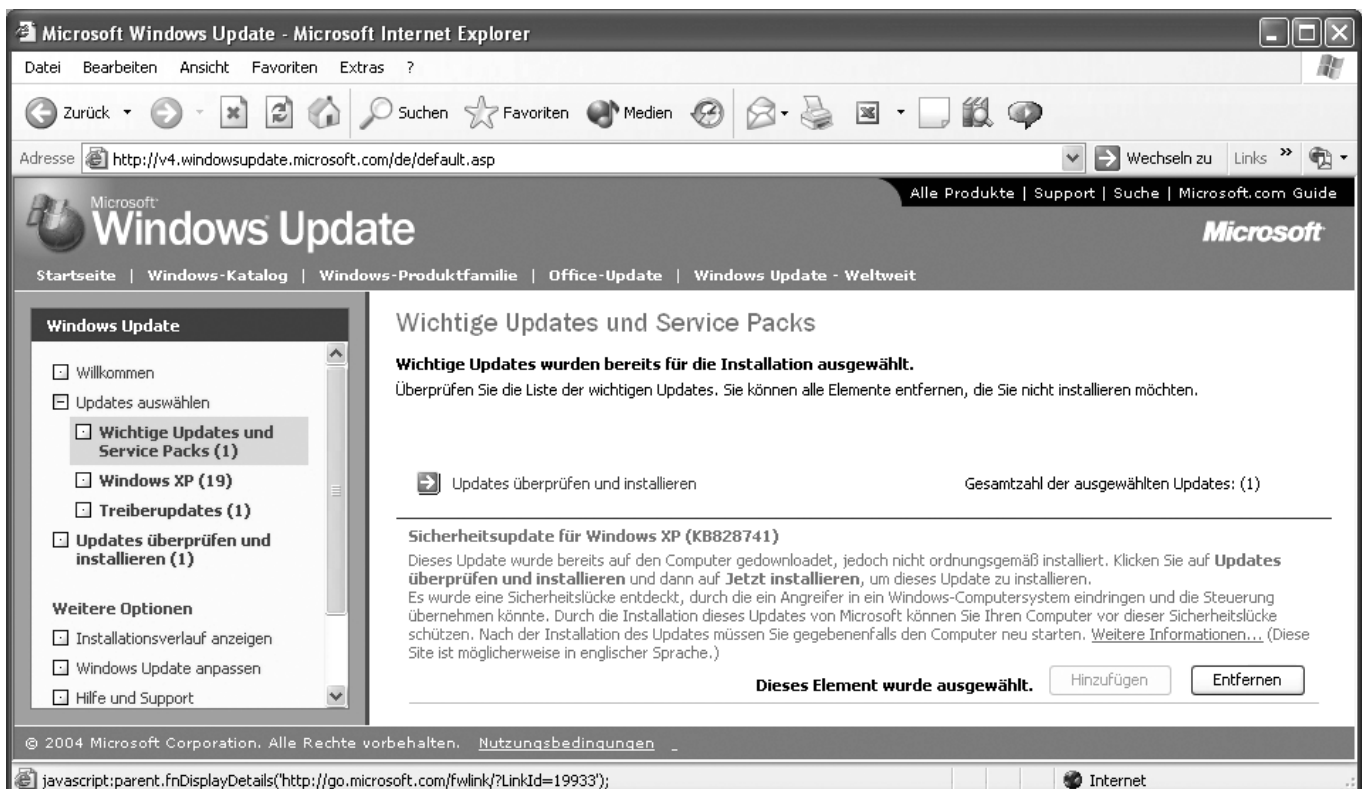 Microsoft Windows Update - Microsoft Internet Explorer
Datei Bearbeiten Ansicht Favoriten Extras ?
Zurück Suchen Favoriten Medien
Adresse http://v4.windowsupdate.microsoft.com/de/default.asp Wechseln zu Links »
Alle Produkte | Support | Suche | Microsoft.com Guide
Microsoft
Windows Update
Microsoft
Startseite | Windows-Katalog | Windows-Produktfamilie | Office-Update | Windows Update - Weltweit
Windows Update
Willkommen
Updates auswählen
Wichtige Updates und
Service Packs (1)
Windows XP (19)
Treiberupdates (1)
Updates überprüfen und
installieren (1)
Weitere Optionen
Installationsverlauf anzeigen
Windows Update anpassen
Hilfe und Support
Wichtige Updates und Service Packs
Wichtige Updates wurden bereits für die Installation ausgewählt.
Überprüfen Sie die Liste der wichtigen Updates. Sie können alle Elemente entfernen, die Sie nicht installieren möchten.
Updates überprüfen und installieren Gesamtzahl der ausgewählten Updates: (1)
Sicherheitsupdate für Windows XP (KB828741)
Dieses Update wurde bereits auf den Computer gedownloadet, jedoch nicht ordnungsgemäß installiert. Klicken Sie auf Updates
überprüfen und installieren und dann auf Jetzt installieren, um dieses Update zu installieren.
Es wurde eine Sicherheitslücke entdeckt, durch die ein Angreifer in ein Windows-Computersystem eindringen und die Steuerung
übernehmen könnte. Durch die Installation dieses Updates von Microsoft können Sie Ihren Computer vor dieser Sicherheitslücke
schützen. Nach der Installation des Updates müssen Sie gegebenenfalls den Computer neu starten. Weitere Informationen... (Diese
Site ist möglicherweise in englischer Sprache.)
Dieses Element wurde ausgewählt. Hinzufügen Entfernen
© 2004 Microsoft Corporation. Alle Rechte vorbehalten. Nutzungsbedingungen
javascript:parent.fnDisplayDetails('http://go.microsoft.com/fwlink/?LinkId=19933'); Internet